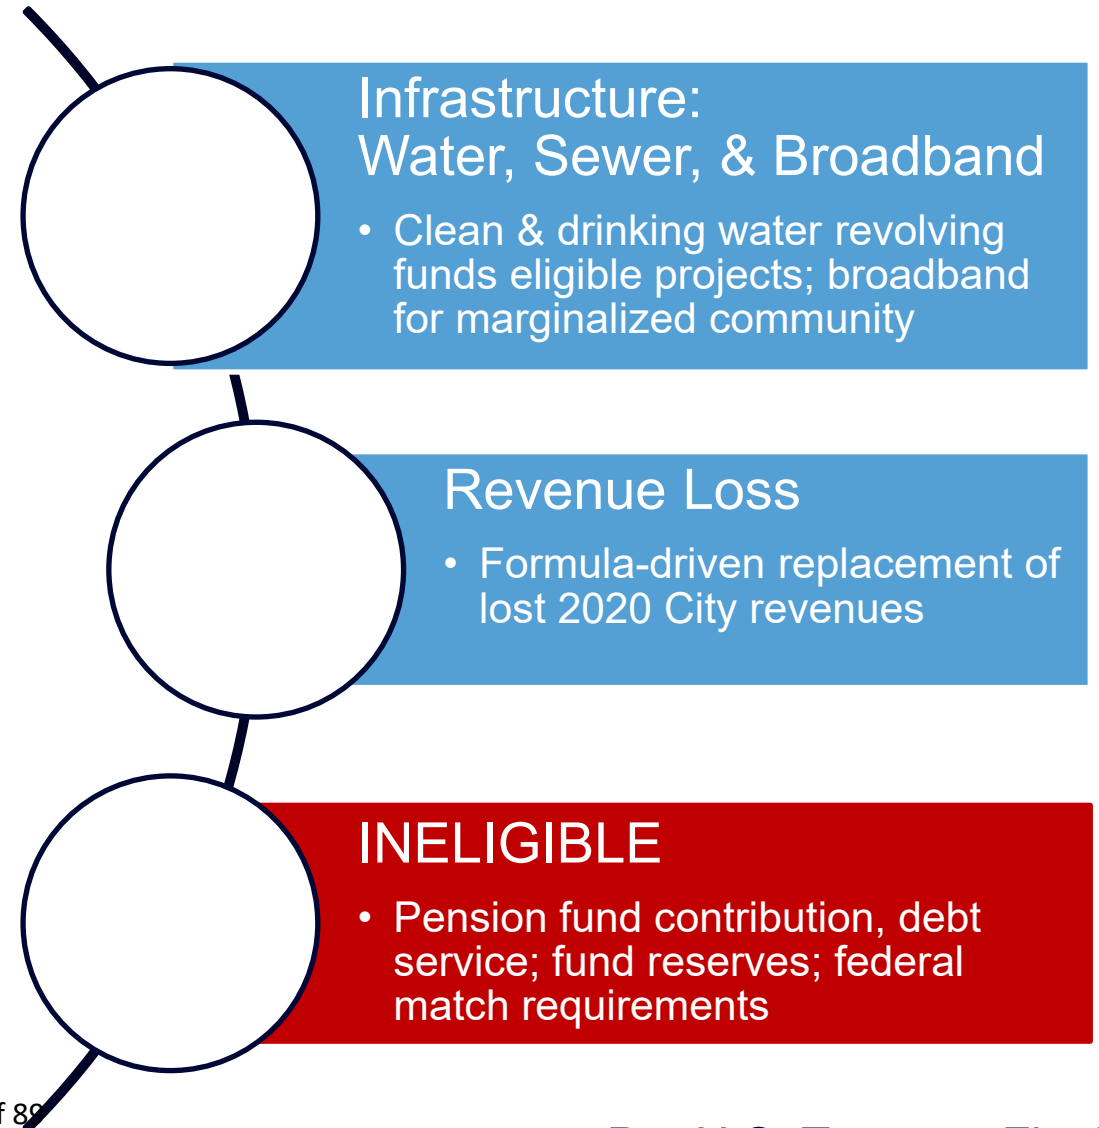 Infrastructure:
Water, Sewer, & Broadband
• Clean & drinking water revolving
funds eligible projects; broadband
for marginalized community
Revenue Loss
• Formula-driven replacement of
lost 2020 City revenues
INELIGIBLE
• Pension fund contribution, debt
service; fund reserves; federal
match requirements
f 89